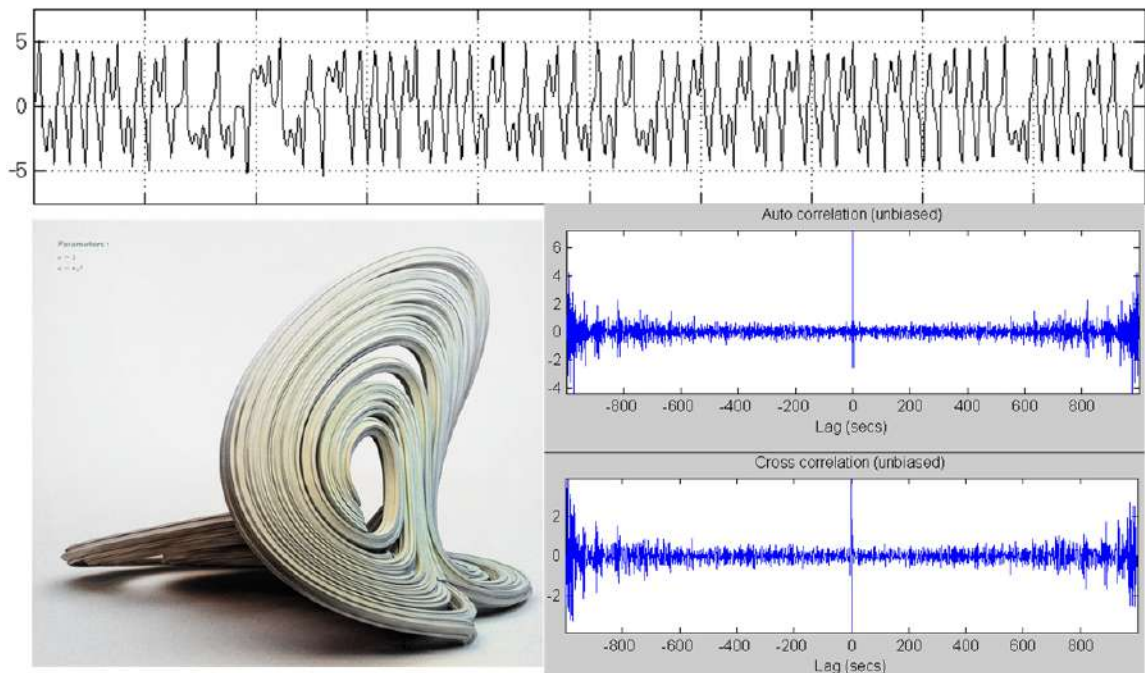 5
0
-5
Parameters :
Auto correlation (unbiased)
6
4
2
0
-2
-4
-800 -600 -400 -200 0 200 400 600 800
Lag (secs)
Cross correlation (unbiased)
2
0
-2
-800 -600 -400 -200 0 200 400 600 800
Lag (secs)